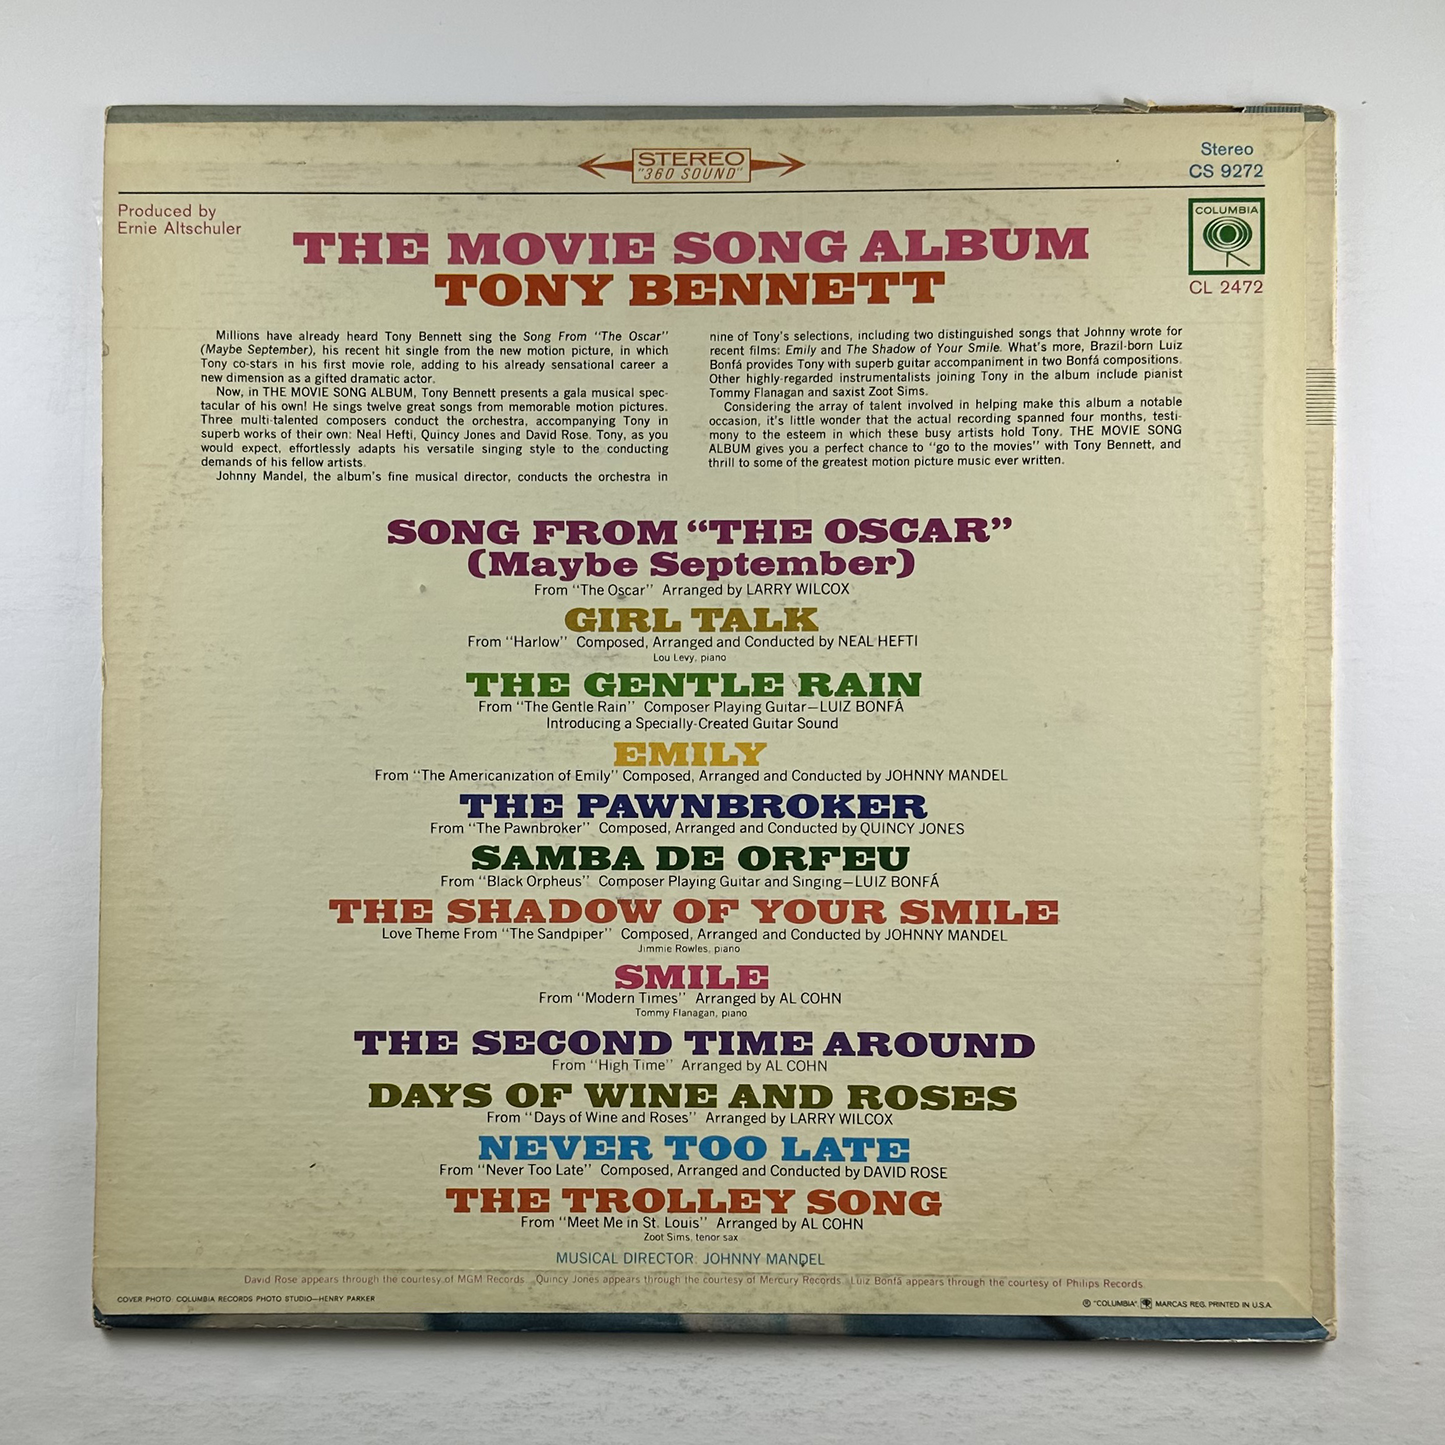 STEREO
"360 SOUND"
Stereo
CS 9272
Produced by
Ernie Altschuler
COLUMBIA
CL 2472
THE MOVIE SONG ALBUM
TONY BENNETT
Millions have already heard Tony Bennett sing the Song From "The Oscar"
(Maybe September), his recent hit single from the new motion picture, in which
Tony co-stars in his first movie role, adding to his already sensational career a
new dimension as a gifted dramatic actor.
Now, in THE MOVIE SONG ALBUM, Tony Bennett presents a gala musical spec-
tacular of his own! He sings twelve great songs from memorable motion pictures.
Three multi-talented composers conduct the orchestra, accompanying Tony in
superb works of their own: Neal Hefti, Quincy Jones and David Rose. Tony, as you
would expect, effortlessly adapts his versatile singing style to the conducting
demands of his fellow artists.
Johnny Mandel, the album's fine musical director, conducts the orchestra in
nine of Tony's selections, including two distinguished songs that Johnny wrote for
recent films: Emily and The Shadow of Your Smile. What's more, Brazil-born Luiz
Bonfá provides Tony with superb guitar accompaniment in two Bonfá compositions.
Other highly-regarded instrumentalists joining Tony in the album include pianist
Tommy Flanagan and saxist Zoot Sims.
Considering the array of talent involved in helping make this album a notable
occasion, it's little wonder that the actual recording spanned four months, testi-
mony to the esteem in which these busy artists hold Tony. THE MOVIE SONG
ALBUM gives you a perfect chance to "go to the movies" with Tony Bennett, and
thrill to some of the greatest motion picture music ever written.
SONG FROM "THE OSCAR"
(Maybe September)
From "The Oscar" Arranged by LARRY WILCOX
GIRL TALK
From "Harlow" Composed, Arranged and Conducted by NEAL HEFTI
Lou Levy, piano
THE GENTLE RAIN
From "The Gentle Rain" Composer Playing Guitar—LUIZ BONFÁ
Introducing a Specially-Created Guitar Sound
EMILY
From "The Americanization of Emily" Composed, Arranged and Conducted by JOHNNY MANDEL
THE PAWNBROKER
From "The Pawnbroker" Composed, Arranged and Conducted by QUINCY JONES
SAMBA DE ORFEU
From "Black Orpheus" Composer Playing Guitar and Singing—LUIZ BONFÁ
THE SHADOW OF YOUR SMILE
Love Theme From "The Sandpiper" Composed, Arranged and Conducted by JOHNNY MANDEL
Jimmie Rowles, piano
SMILE
From "Modern Times" Arranged by AL COHN
Tommy Flanagan, piano
THE SECOND TIME AROUND
From "High Time" Arranged by AL COHN
DAYS OF WINE AND ROSES
From "Days of Wine and Roses" Arranged by LARRY WILCOX
NEVER TOO LATE
From "Never Too Late" Composed, Arranged and Conducted by DAVID ROSE
THE TROLLEY SONG
From "Meet Me in St. Louis" Arranged by AL COHN
Zoot Sims, tenor sax
MUSICAL DIRECTOR: JOHNNY MANDEL
David Rose appears through the courtesy of MGM Records Quincy Jones appears through the courtesy of Mercury Records Luiz Bonfá appears through the courtesy of Philips Records
COVER PHOTO: COLUMBIA RECORDS PHOTO STUDIO—HENRY PARKER
® "COLUMBIA", MARCAS REG. PRINTED IN U.S.A.